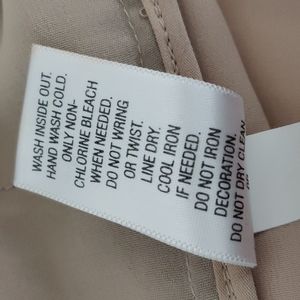 WASH INSIDE OUT.
HAND WASH COLD.
ONLY NON-
CHLORINE BLEACH
WHEN NEEDED.
DO NOT WRING
OR TWIST.
LINE DRY.
COOL IRON
IF NEEDED.
DO NOT IRON
DECORATION.
DO NOT DRY CLEAN